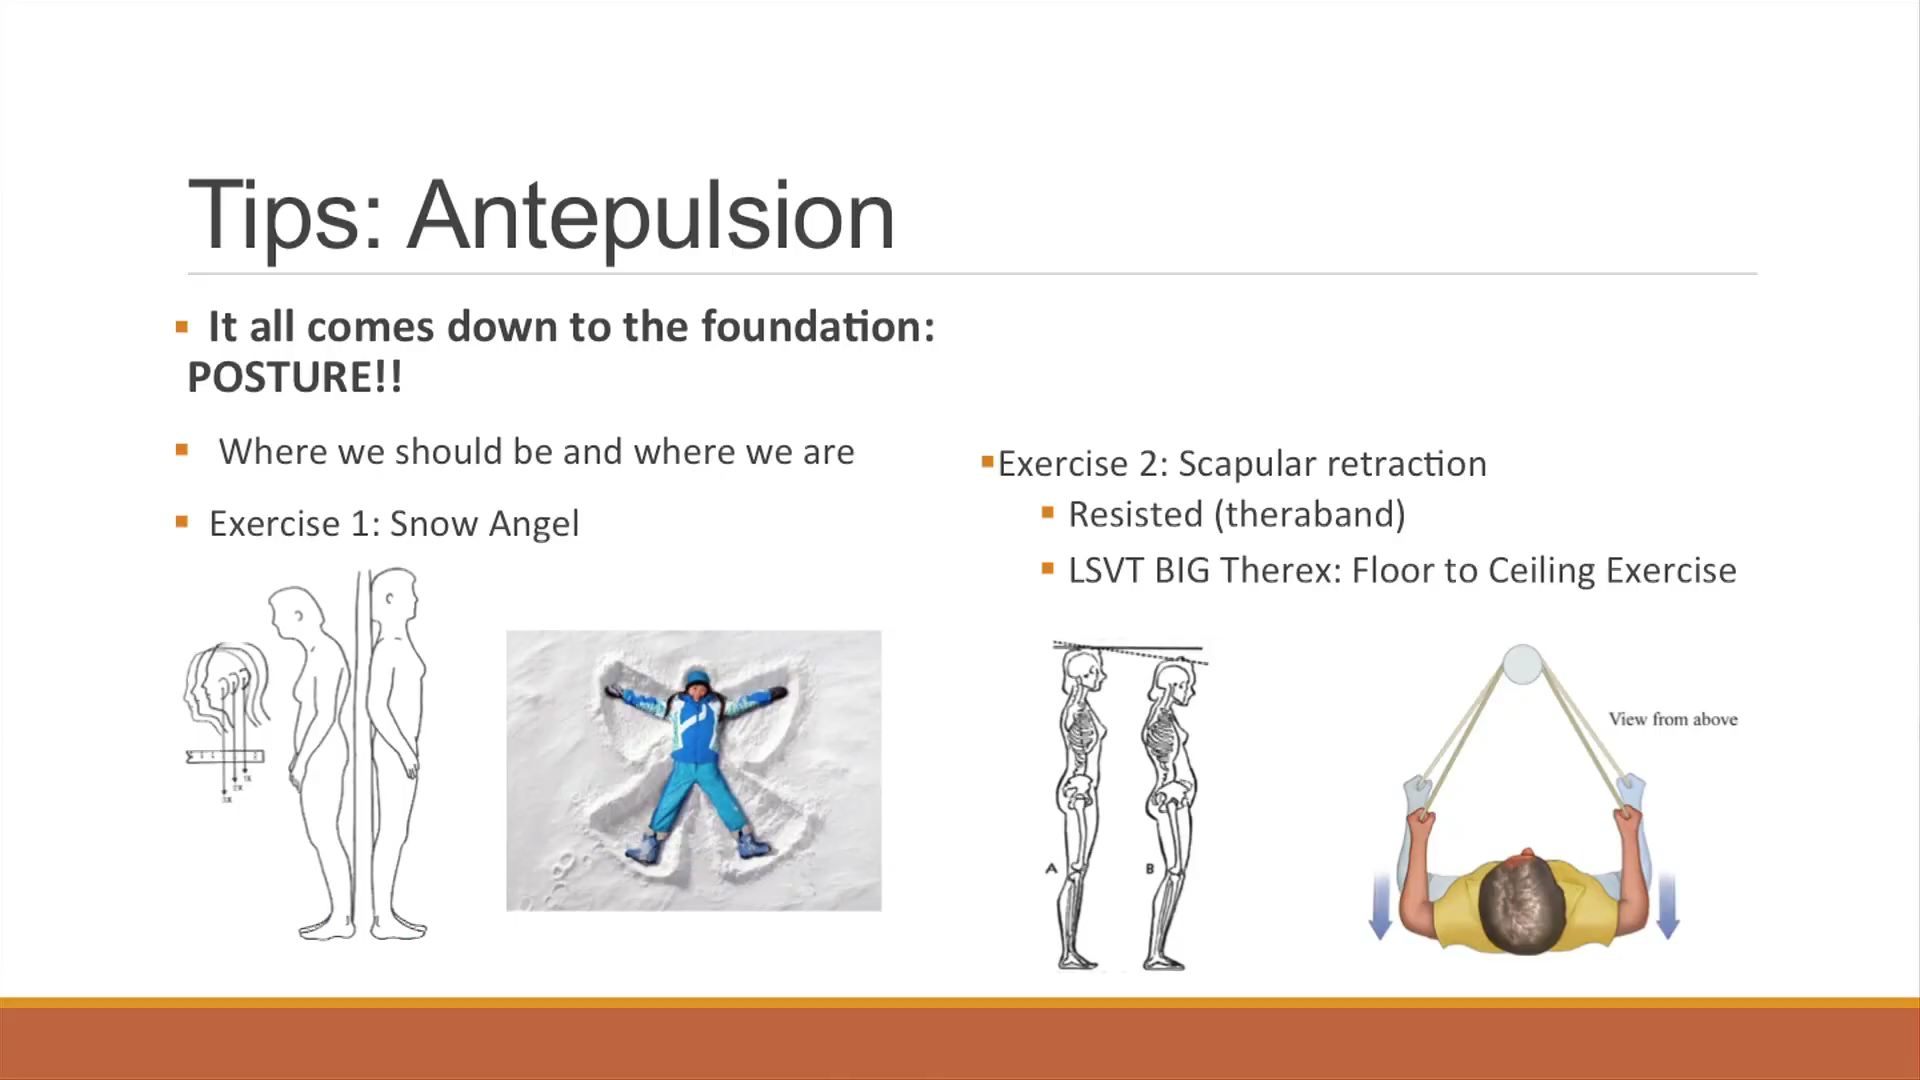 Tips: Antepulsion
▪ It all comes down to the foundation:
POSTURE!!
▪ Where we should be and where we are
▪ Exercise 1: Snow Angel
▪Exercise 2: Scapular retraction
▪ Resisted (theraband)
▪ LSVT BIG Therex: Floor to Ceiling Exercise
A
B
View from above